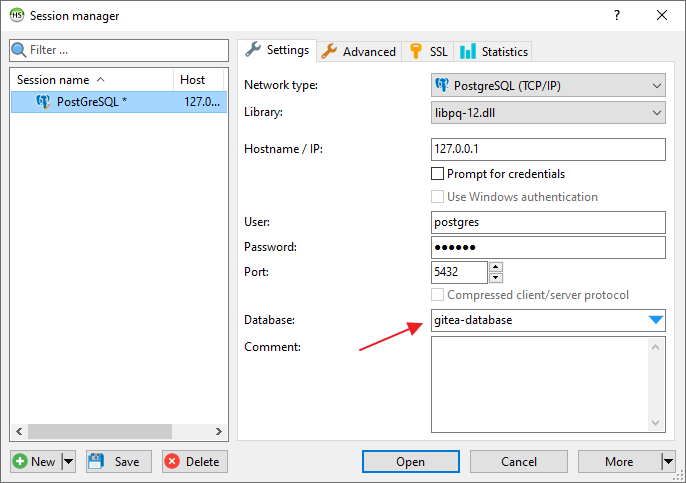 HS Session manager ?
Filter ...
Session name Host
PostGreSQL * 127.0...
New Save Delete
Settings Advanced SSL Statistics
Network type: PostgreSQL (TCP/IP)
Library: libpq-12.dll
Hostname / IP: 127.0.0.1
Prompt for credentials
Use Windows authentication
User: postgres
Password: ●●●●●●
Port: 5432
Compressed client/server protocol
Database: gitea-database
Comment:
Open Cancel More